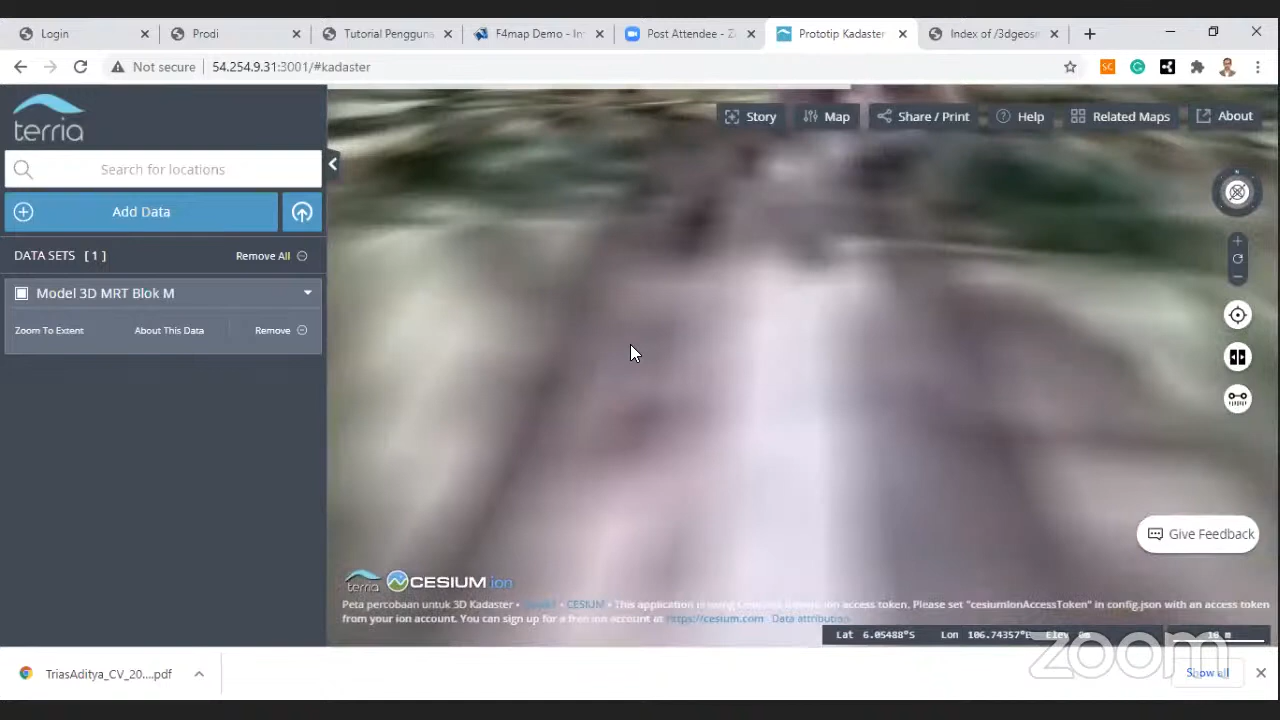 Login
Prodi
Tutorial Pengguna
F4map Demo - In
Post Attendee - Z
Prototip Kadaster
Index of /3dgeos
Not secure 54.254.9.31:3001/#kadaster
SC
terria
Story
Map
Share / Print
Help
Related Maps
About
Search for locations
Add Data
DATA SETS [ 1 ]
Remove All
Model 3D MRT Blok M
Zoom To Extent
About This Data
Remove
Give Feedback
terria CESIUM ion
Peta percobaan untuk 3D Kadaster • CESIUM • This application is using ion access token. Please set "cesiumIonAccessToken" in config.json with an access token
from your ion account. You can sign up for a free ion account at https://cesium.com Data attribution
Lat 6.05488°S Lon 106.74357°E Elev 0m 10 m
zoom
TriasAditya_CV_20....pdf
Show all